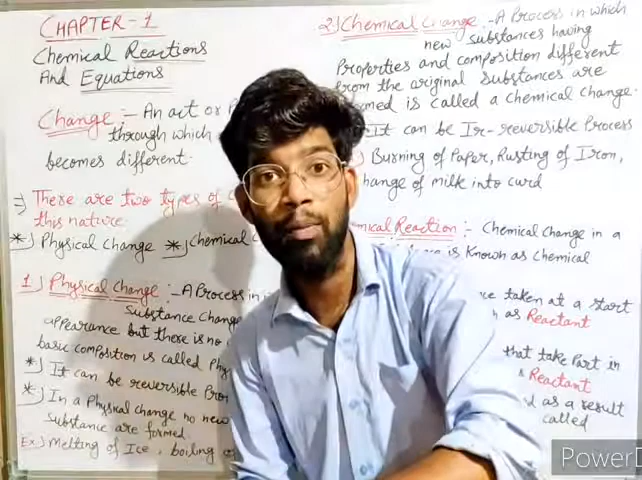 CHAPTER-1
Chemical Reactions
And Equations
Change:- An act or
through which
becomes different.
=) There are two types of
this nature.
*) Physical Change *) Chemical
1) Physical Change:- A Process in
Substance Change
appearance but there is no
basic composition is called Phy
*) It can be reversible Pro
*) In a Physical change no new
Substance are formed.
Ex:) Melting of Ice, boiling o
2) Chemical Change:- A Process in which
new substances having
Properties and composition different
from the original Substances are
formed is called a chemical change.
It can be Ir-reversible Process
Burning of Paper, Rusting of Iron,
hange of milk into curd
mical Reaction:- Chemical Change in a
is Known as Chemical
ce taken at a start
as Reactant
that take Part in
Reactant
as a result
called
PowerD